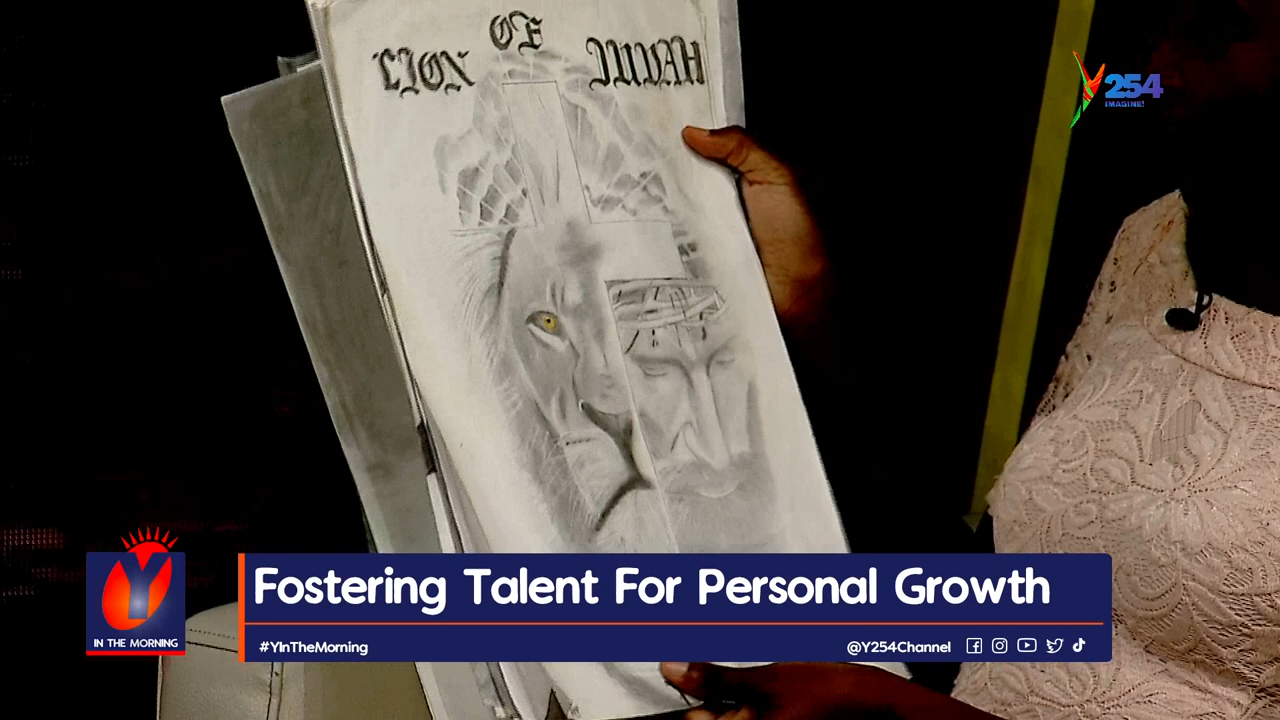 LION OF JUDAH
Y254
IMAGINE!
Y
IN THE MORNING
Fostering Talent For Personal Growth
#YInTheMorning
@Y254Channel